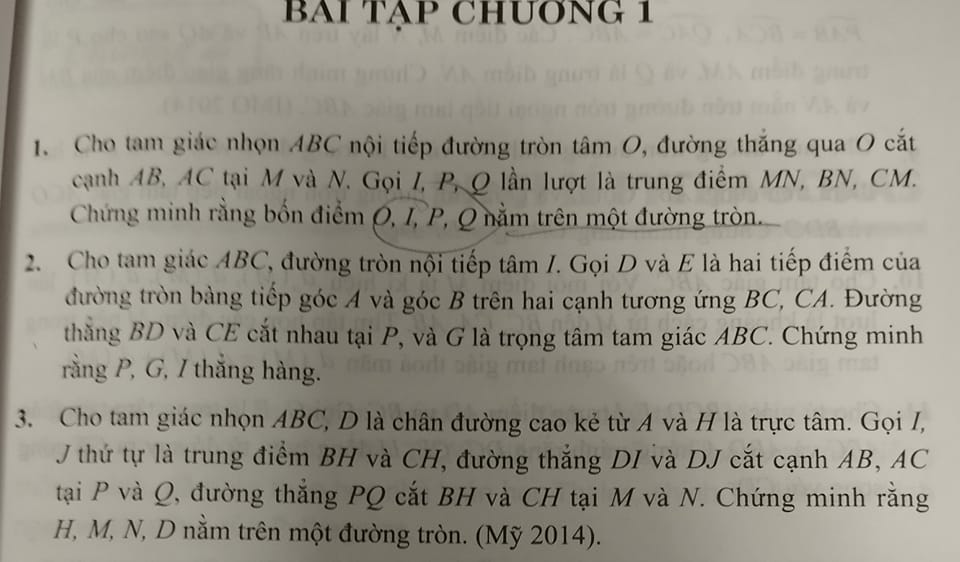 BÀI TẬP CHƯƠNG 1
1. Cho tam giác nhọn ABC nội tiếp đường tròn tâm O, đường thẳng qua O cắt
cạnh AB, AC tại M và N. Gọi I, P, Q lần lượt là trung điểm MN, BN, CM.
Chứng minh rằng bốn điểm O, I, P, Q nằm trên một đường tròn.
2. Cho tam giác ABC, đường tròn nội tiếp tâm I. Gọi D và E là hai tiếp điểm của
đường tròn bàng tiếp góc A và góc B trên hai cạnh tương ứng BC, CA. Đường
thẳng BD và CE cắt nhau tại P, và G là trọng tâm tam giác ABC. Chứng minh
rằng P, G, I thẳng hàng.
3. Cho tam giác nhọn ABC, D là chân đường cao kẻ từ A và H là trực tâm. Gọi I,
J thứ tự là trung điểm BH và CH, đường thẳng DI và DJ cắt cạnh AB, AC
tại P và Q, đường thẳng PQ cắt BH và CH tại M và N. Chứng minh rằng
H, M, N, D nằm trên một đường tròn. (Mỹ 2014).